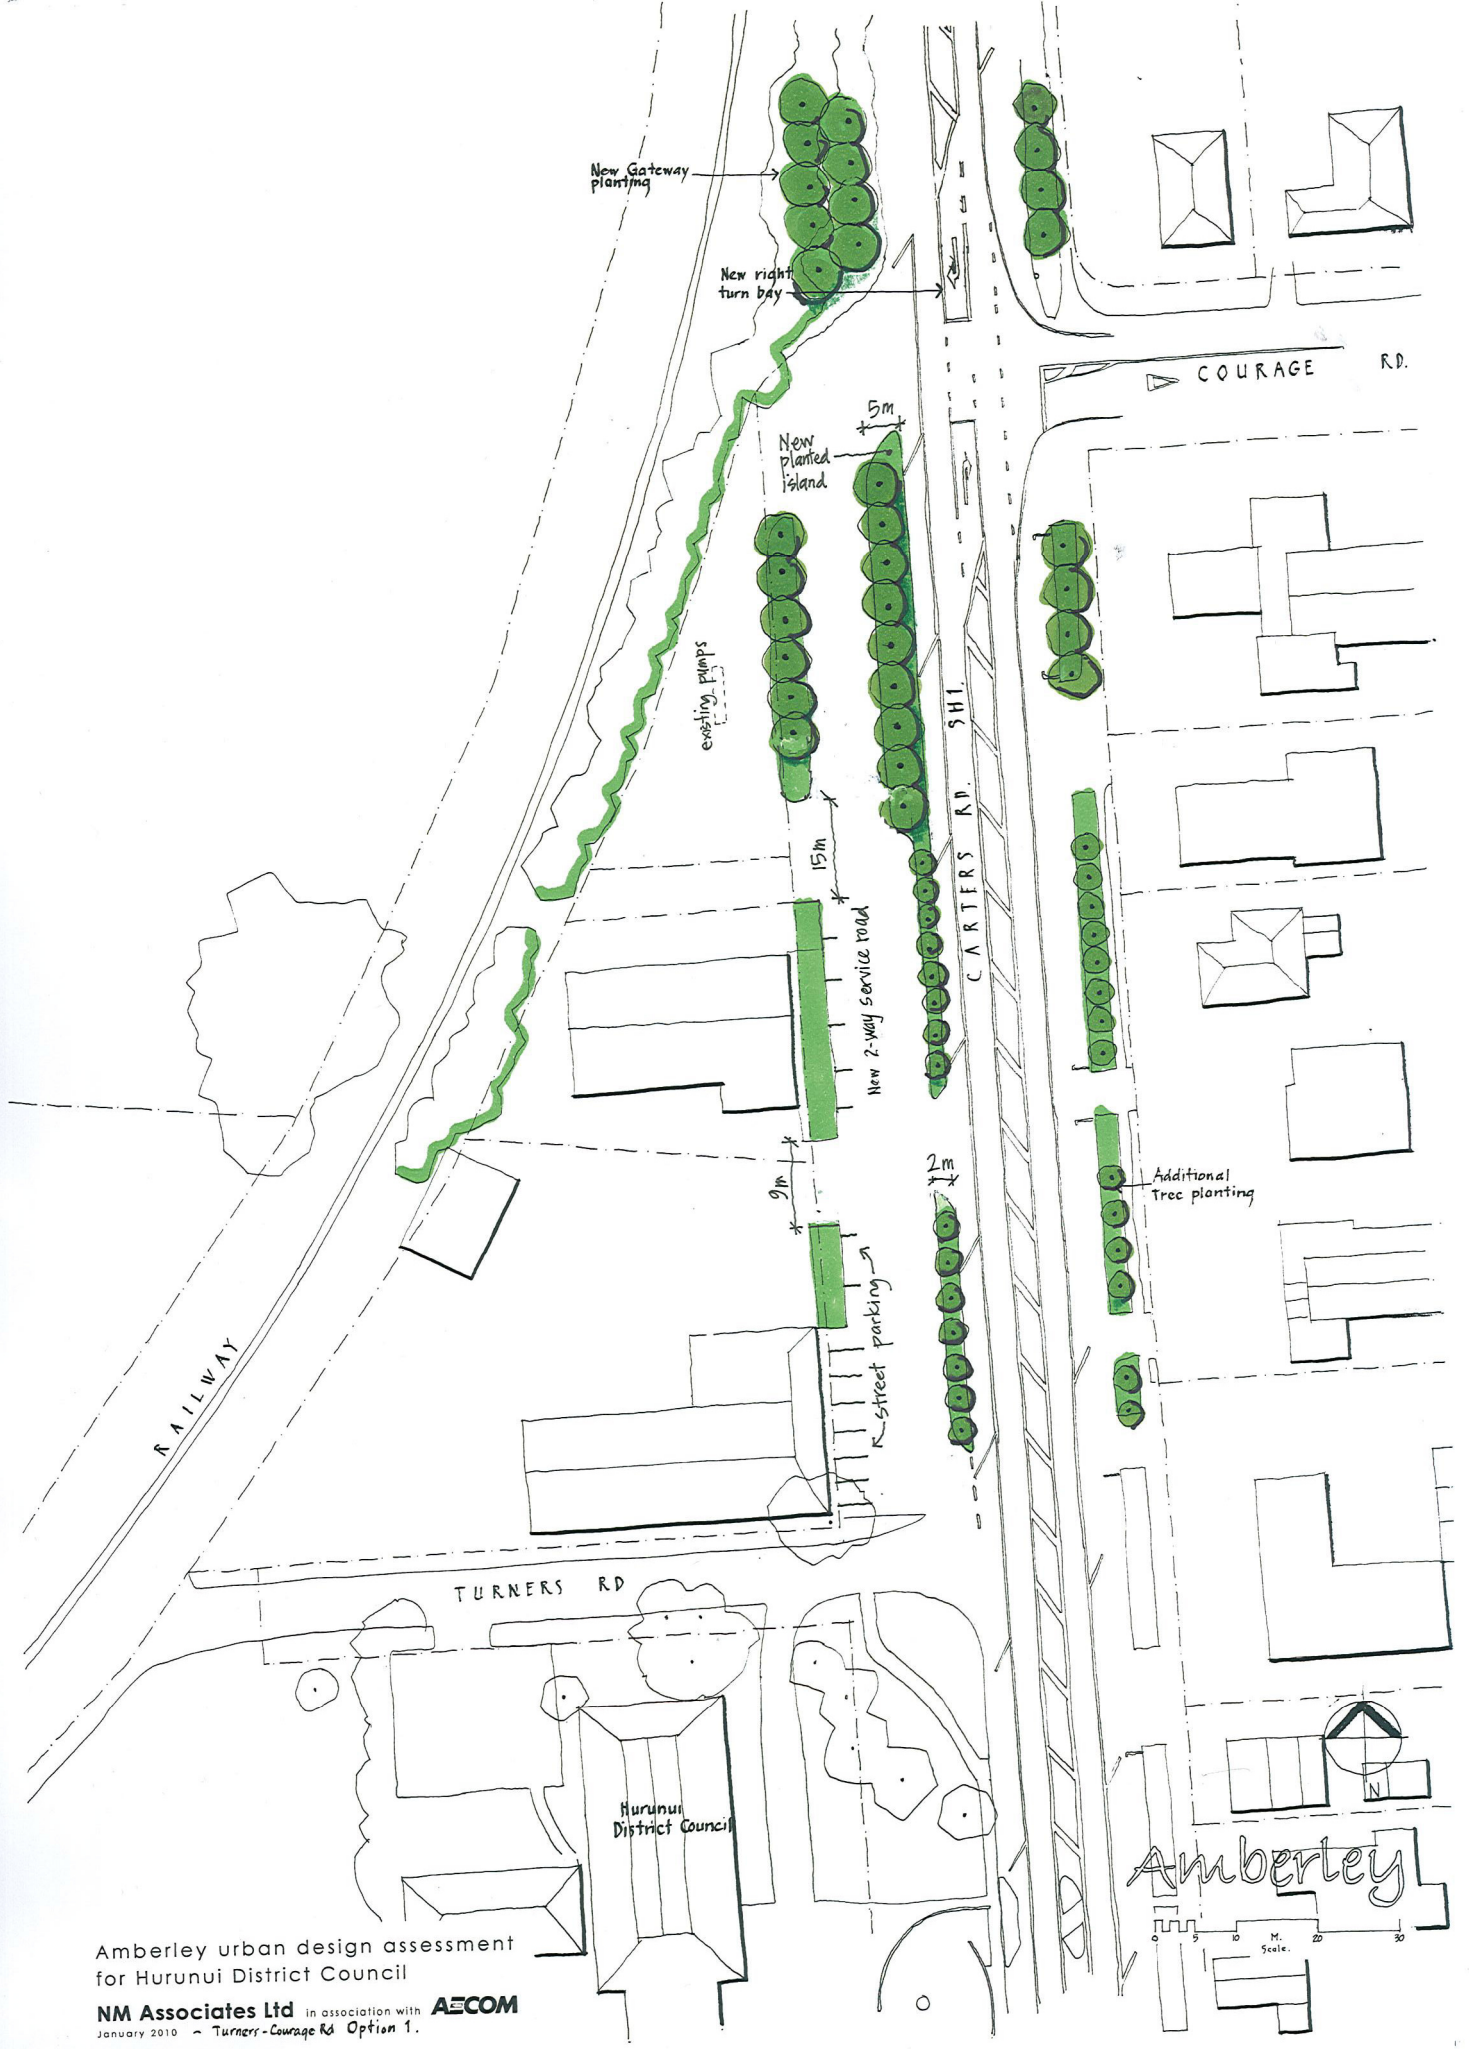 New Gateway
planting
New right
turn bay
COURAGE RD.
5m
New
planted
island
existing pumps
CARTERS RD. SH1.
15m
New 2-way service road
2m
9m
Additional
Tree planting
street parking
RAILWAY
TURNERS RD
Hurunui
District Council
N
Amberley
0 5 10 M. 20 30
Scale.
Amberley urban design assessment
for Hurunui District Council
NM Associates Ltd in association with AECOM
January 2010 ~ Turners-Courage Rd Option 1.